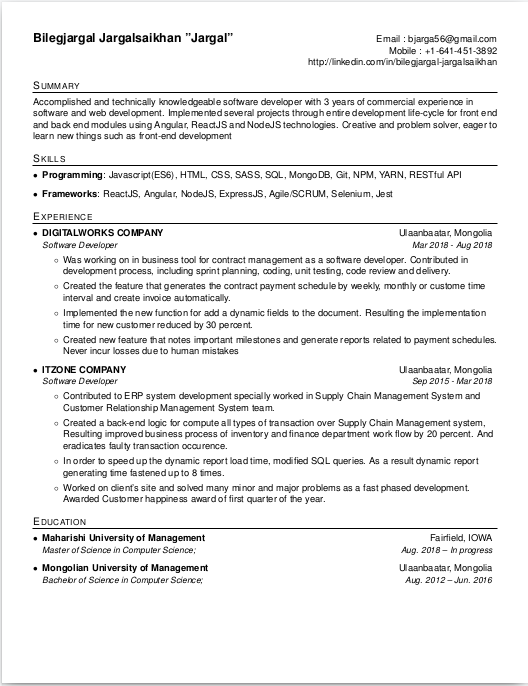 Bilegjargal Jargalsaikhan ”Jargal”
Email : bjarga56@gmail.com
Mobile : +1-641-451-3892
http://linkedin.com/in/bilegjargal-jargalsaikhan
Summary
Accomplished and technically knowledgeable software developer with 3 years of commercial experience in
software and web development. Implemented several projects through entire development life-cycle for front end
and back end modules using Angular, ReactJS and NodeJS technologies. Creative and problem solver, eager to
learn new things such as front-end development
Skills
• Programming: Javascript(ES6), HTML, CSS, SASS, SQL, MongoDB, Git, NPM, YARN, RESTful API
• Frameworks: ReactJS, Angular, NodeJS, ExpressJS, Agile/SCRUM, Selenium, Jest
Experience
• DIGITALWORKS COMPANY Ulaanbaatar, Mongolia
Software Developer Mar 2018 - Aug 2018
◦ Was working on in business tool for contract management as a software developer. Contributed in
development process, including sprint planning, coding, unit testing, code review and delivery.
◦ Created the feature that generates the contract payment schedule by weekly, monthly or custome time
interval and create invoice automatically.
◦ Implemented the new function for add a dynamic fields to the document. Resulting the implementation
time for new customer reduced by 30 percent.
◦ Created new feature that notes important milestones and generate reports related to payment schedules.
Never incur losses due to human mistakes
• ITZONE COMPANY Ulaanbaatar, Mongolia
Software Developer Sep 2015 - Mar 2018
◦ Contributed to ERP system development specially worked in Supply Chain Management System and
Customer Relationship Management System team.
◦ Created a back-end logic for compute all types of transaction over Supply Chain Management system,
Resulting improved business process of inventory and finance department work flow by 20 percent. And
eradicates faulty transaction occurence.
◦ In order to speed up the dynamic report load time, modified SQL queries. As a result dynamic report
generating time fastened up to 8 times.
◦ Worked on client's site and solved many minor and major problems as a fast phased development.
Awarded Customer happiness award of first quarter of the year.
Education
• Maharishi University of Management Fairfield, IOWA
Master of Science in Computer Science; Aug. 2018 – In progress
• Mongolian University of Management Ulaanbaatar, Mongolia
Bachelor of Science in Computer Science; Aug. 2012 – Jun. 2016